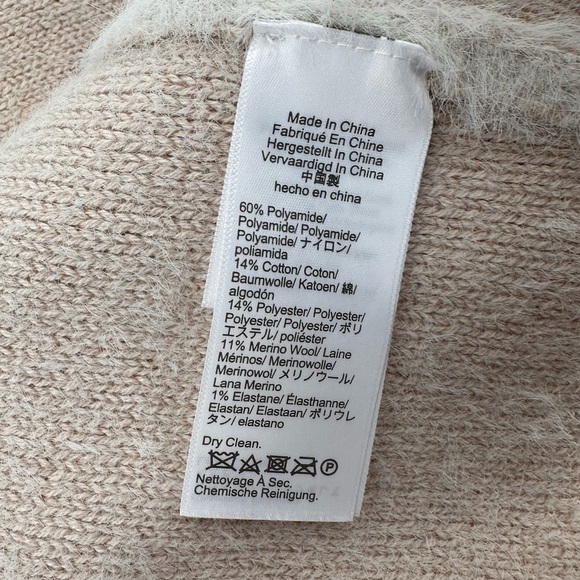 Made In China
Fabriqué En Chine
Hergestellt In China
Vervaardigd In China
中国製
hecho en china
60% Polyamide/
Polyamide/ Polyamide/
Polyamide/ ナイロン/
poliamida
14% Cotton/ Coton/
Baumwolle/ Katoen/ 綿/
algodón
14% Polyester/ Polyester/
Polyester/ Polyester/ ポリ
エステル/ poliéster
11% Merino Wool/ Laine
Mérinos/ Merinowolle/
Merinowol/ メリノウール/
Lana Merino
1% Elastane/ Élasthanne/
Elastan/ Elastaan/ ポリウレ
タン/ elastano
Dry Clean.
P
Nettoyage À Sec.
Chemische Reinigung.